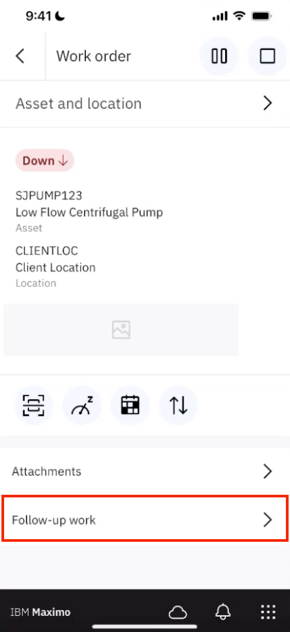 9:41
Work order
Asset and location
Down ↓
SJPUMP123
Low Flow Centrifugal Pump
Asset
CLIENTLOC
Client Location
Location
Attachments
Follow-up work
IBM Maximo